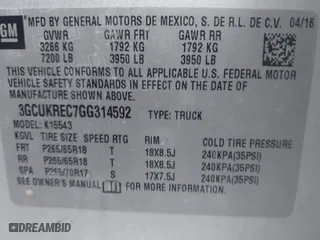 GM
*MFD BY GENERAL MOTORS DE MEXICO, S. DE R.L. DE C.V. 04/16
GVWR GAWR FRT GAWR RR
3266 KG 1792 KG 1792 KG
7200 LB 3950 LB 3950 LB
THIS VEHICLE CONFORMS TO ALL APPLICABLE U.S. FEDERAL MOTOR
VEHICLE SAFETY STANDARDS IN EFFECT ON THE DATE OF
MANUFACTURE SHOWN ABOVE.
3GCUKREC7GG314592 TYPE: TRUCK
MODEL: K15543
KGVL TIRE SIZE SPEED RTG RIM COLD TIRE PRESSURE
FRT P265/65R18 T 18X8.5J 240KPA(35PSI)
RR P265/65R18 T 18X8.5J 240KPA(35PSI)
SPA P255/70R17 S 17X7.5J 240KPA(35PSI)
SEE OWNER'S MANUAL FOR ADDITIONAL INFORMATION
AUTOBIDMASTER